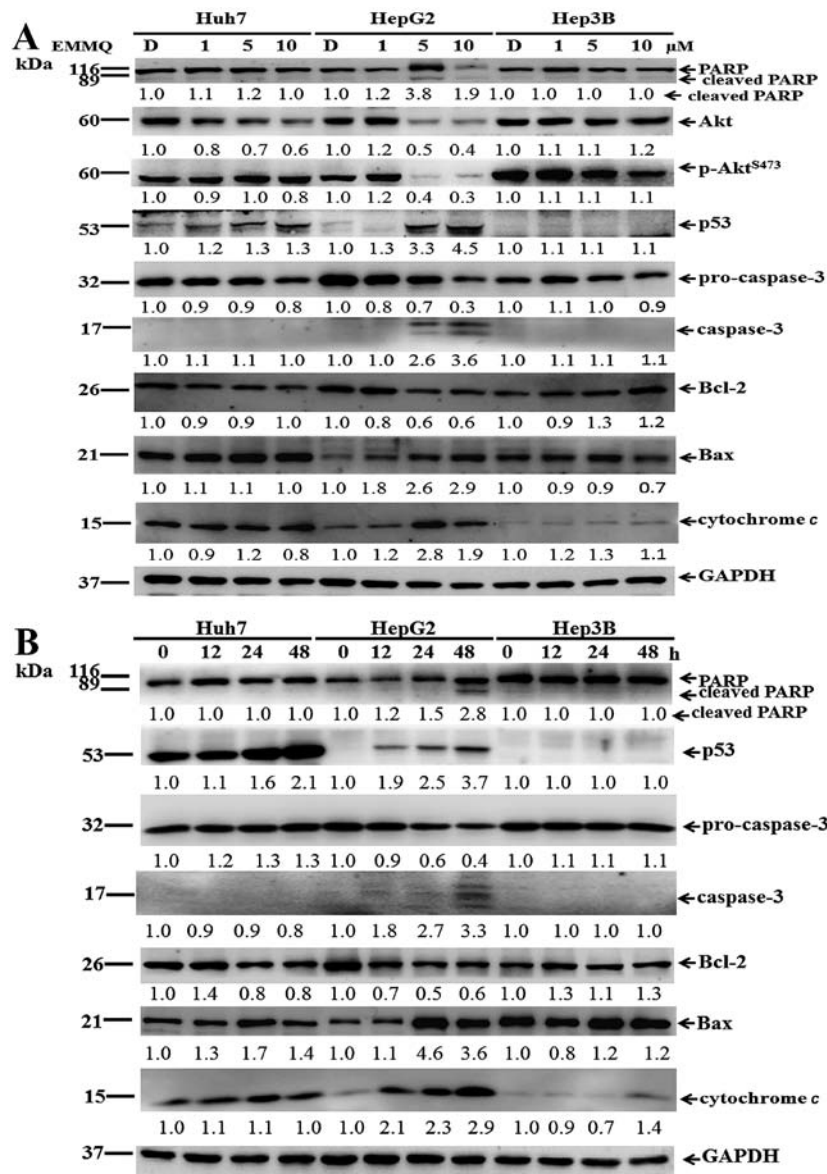 A
Huh7 HepG2 Hep3B
EMMQ D 1 5 10 D 1 5 10 D 1 5 10 μM
kDa
116 PARP
89 cleaved PARP
1.0 1.1 1.2 1.0 1.0 1.2 3.8 1.9 1.0 1.0 1.0 1.0 cleaved PARP
60 Akt
1.0 0.8 0.7 0.6 1.0 1.2 0.5 0.4 1.0 1.1 1.1 1.2
60 p-AktS473
1.0 0.9 1.0 0.8 1.0 1.2 0.4 0.3 1.0 1.1 1.1 1.1
53 p53
1.0 1.2 1.3 1.3 1.0 1.3 3.3 4.5 1.0 1.1 1.1 1.1
32 pro-caspase-3
1.0 0.9 0.9 0.8 1.0 0.8 0.7 0.3 1.0 1.1 1.0 0.9
17 caspase-3
1.0 1.1 1.1 1.0 1.0 1.0 2.6 3.6 1.0 1.1 1.1 1.1
26 Bcl-2
1.0 0.9 0.9 1.0 1.0 0.8 0.6 0.6 1.0 0.9 1.3 1.2
21 Bax
1.0 1.1 1.1 1.0 1.0 1.8 2.6 2.9 1.0 0.9 0.9 0.7
15 cytochrome c
1.0 0.9 1.2 0.8 1.0 1.2 2.8 1.9 1.0 1.2 1.3 1.1
37 GAPDH
B
Huh7 HepG2 Hep3B
0 12 24 48 0 12 24 48 0 12 24 48 h
kDa
116 PARP
89 cleaved PARP
1.0 1.0 1.0 1.0 1.0 1.2 1.5 2.8 1.0 1.0 1.0 1.0 cleaved PARP
53 p53
1.0 1.1 1.6 2.1 1.0 1.9 2.5 3.7 1.0 1.0 1.0 1.0
32 pro-caspase-3
1.0 1.2 1.3 1.3 1.0 0.9 0.6 0.4 1.0 1.1 1.1 1.1
17 caspase-3
1.0 0.9 0.9 0.8 1.0 1.8 2.7 3.3 1.0 1.0 1.0 1.0
26 Bcl-2
1.0 1.4 0.8 0.8 1.0 0.7 0.5 0.6 1.0 1.3 1.1 1.3
21 Bax
1.0 1.3 1.7 1.4 1.0 1.1 4.6 3.6 1.0 0.8 1.2 1.2
15 cytochrome c
1.0 1.1 1.1 1.0 1.0 2.1 2.3 2.9 1.0 0.9 0.7 1.4
37 GAPDH